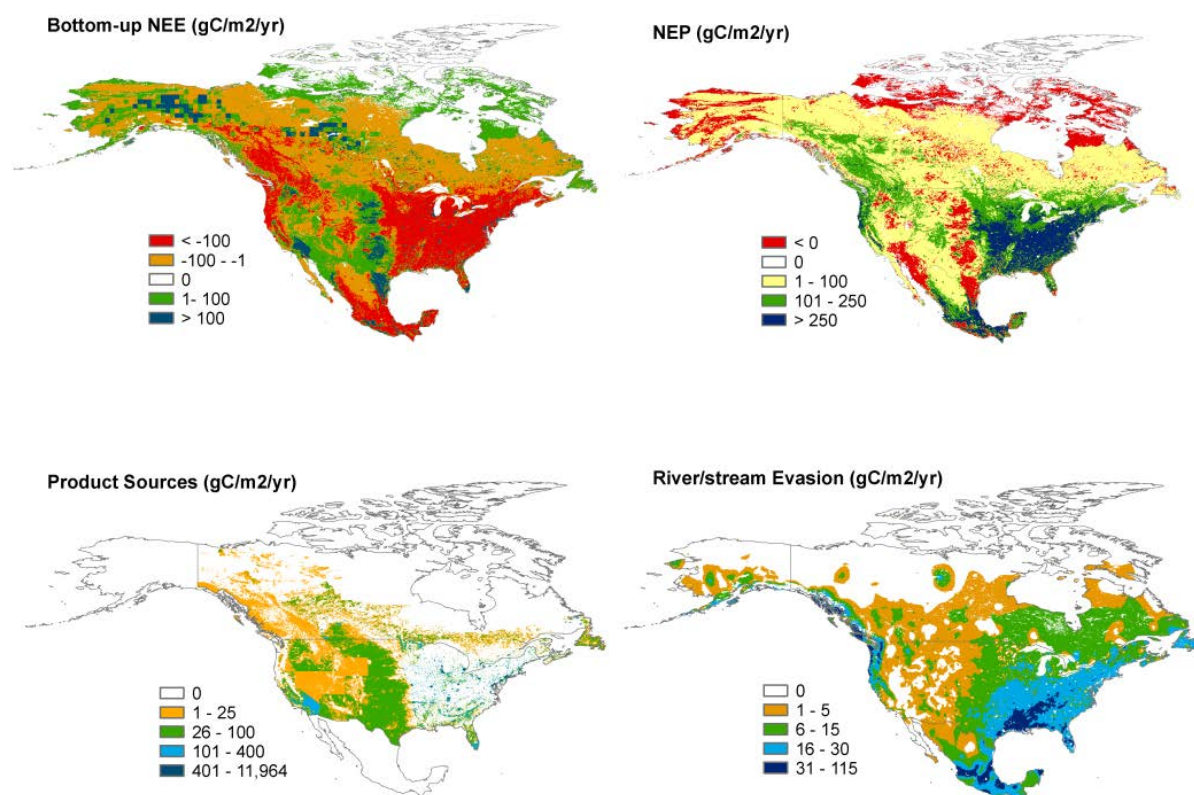 Bottom-up NEE (gC/m2/yr)
< -100
-100 - -1
0
1- 100
> 100
NEP (gC/m2/yr)
< 0
0
1 - 100
101 - 250
> 250
Product Sources (gC/m2/yr)
0
1 - 25
26 - 100
101 - 400
401 - 11,964
River/stream Evasion (gC/m2/yr)
0
1 - 5
6 - 15
16 - 30
31 - 115